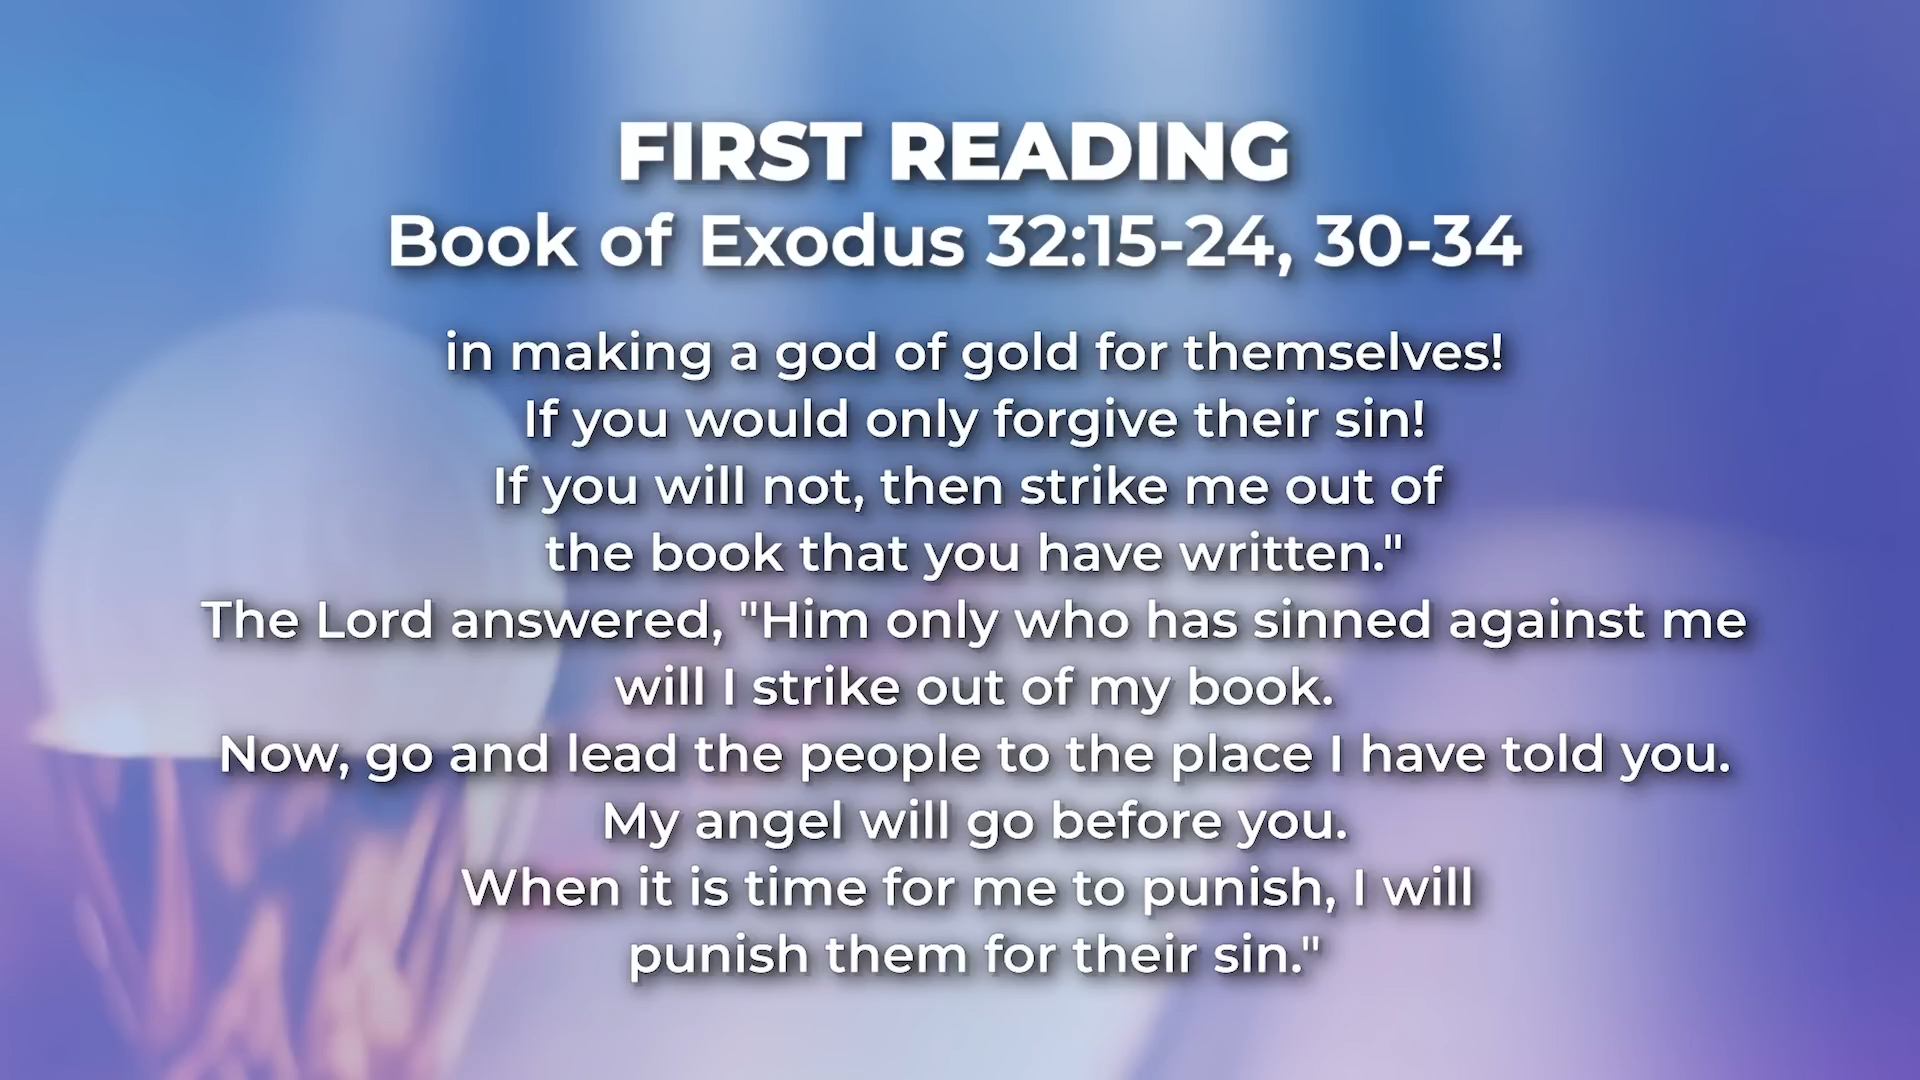 FIRST READING
Book of Exodus 32:15-24, 30-34
in making a god of gold for themselves!
If you would only forgive their sin!
If you will not, then strike me out of
the book that you have written."
The Lord answered, "Him only who has sinned against me
will I strike out of my book.
Now, go and lead the people to the place I have told you.
My angel will go before you.
When it is time for me to punish, I will
punish them for their sin."